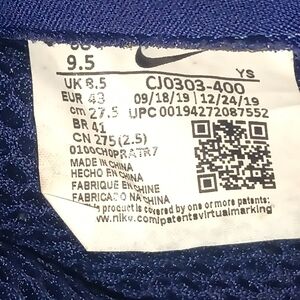 9.5 YS
UK 8.5 CJ0303-400
EUR 43 09/18/19 12/24/19
cm 27.5 UPC 00194272087552
BR 41
CN 275(2.5)
0100CHOPRATR7
MADE IN CHINA
HECHO EN CHINA
FABRIQUÉ EN CHINE
FABRICADO NA CHINA
product is covered by one or more
www.nike.com/patentsvirtualmarking